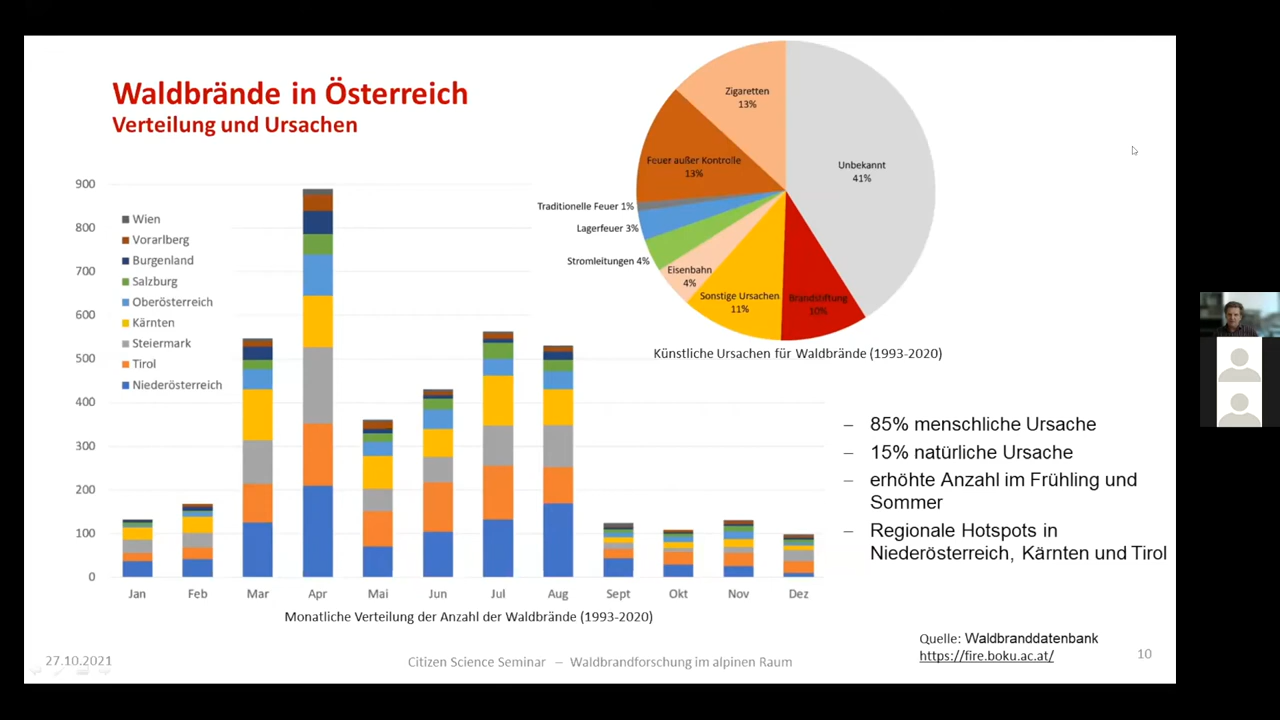 Waldbrände in Österreich
Verteilung und Ursachen
900
800
700
600
500
400
300
200
100
0
Wien
Vorarlberg
Burgenland
Salzburg
Oberösterreich
Kärnten
Steiermark
Tirol
Niederösterreich
Jan Feb Mar Apr Mai Jun Jul Aug Sept Okt Nov Dez
Monatliche Verteilung der Anzahl der Waldbrände (1993-2020)
Zigaretten
13%
Unbekannt
41%
Feuer außer Kontrolle
13%
Traditionelle Feuer 1%
Lagerfeuer 3%
Stromleitungen 4%
Eisenbahn
4%
Sonstige Ursachen
11%
Brandstiftung
10%
Künstliche Ursachen für Waldbrände (1993-2020)
– 85% menschliche Ursache
– 15% natürliche Ursache
– erhöhte Anzahl im Frühling und
Sommer
– Regionale Hotspots in
Niederösterreich, Kärnten und Tirol
Quelle: Waldbranddatenbank
https://fire.boku.ac.at/
27.10.2021
Citizen Science Seminar – Waldbrandforschung im alpinen Raum
10